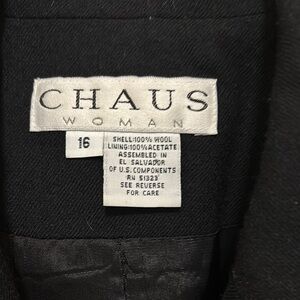 CHAUS
WOMAN
16
SHELL:100% WOOL
LINING:100%ACETATE
ASSEMBLED IN
EL SALVADOR
OF U.S. COMPONENTS
RN 51323
SEE REVERSE
FOR CARE